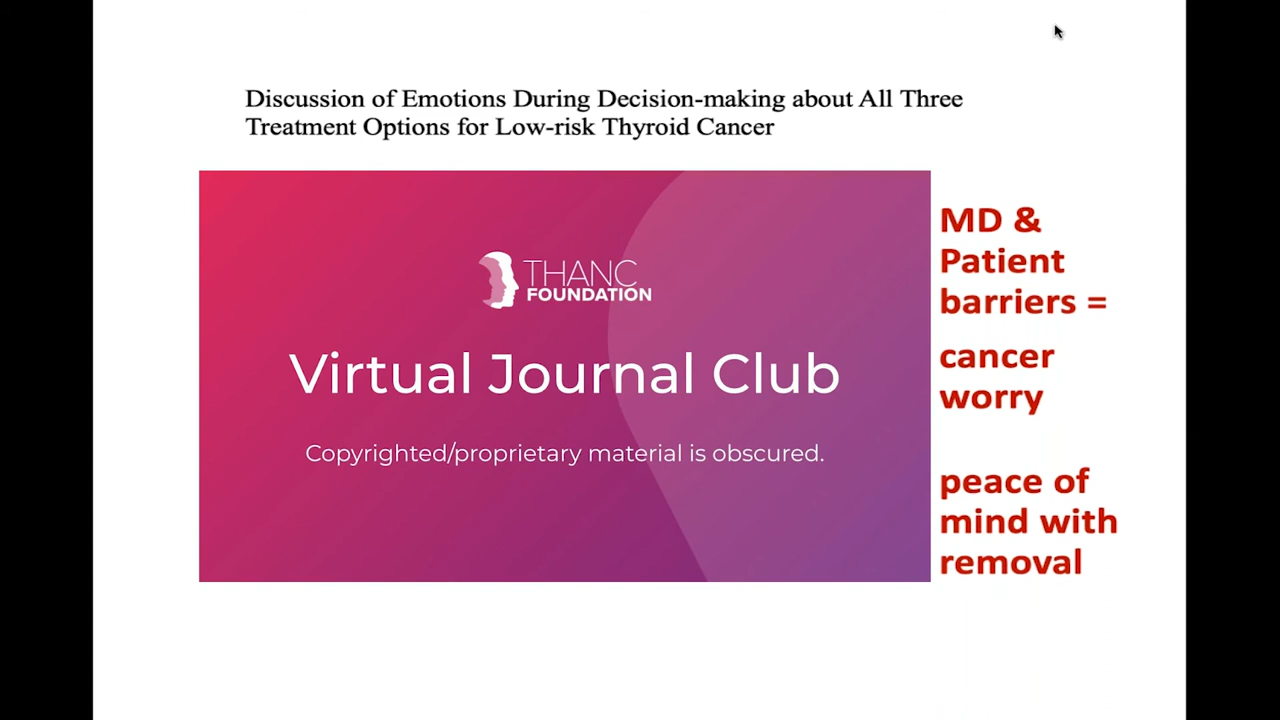 Discussion of Emotions During Decision-making about All Three
Treatment Options for Low-risk Thyroid Cancer
THANC
FOUNDATION
Virtual Journal Club
Copyrighted/proprietary material is obscured.
MD &
Patient
barriers =
cancer
worry
peace of
mind with
removal